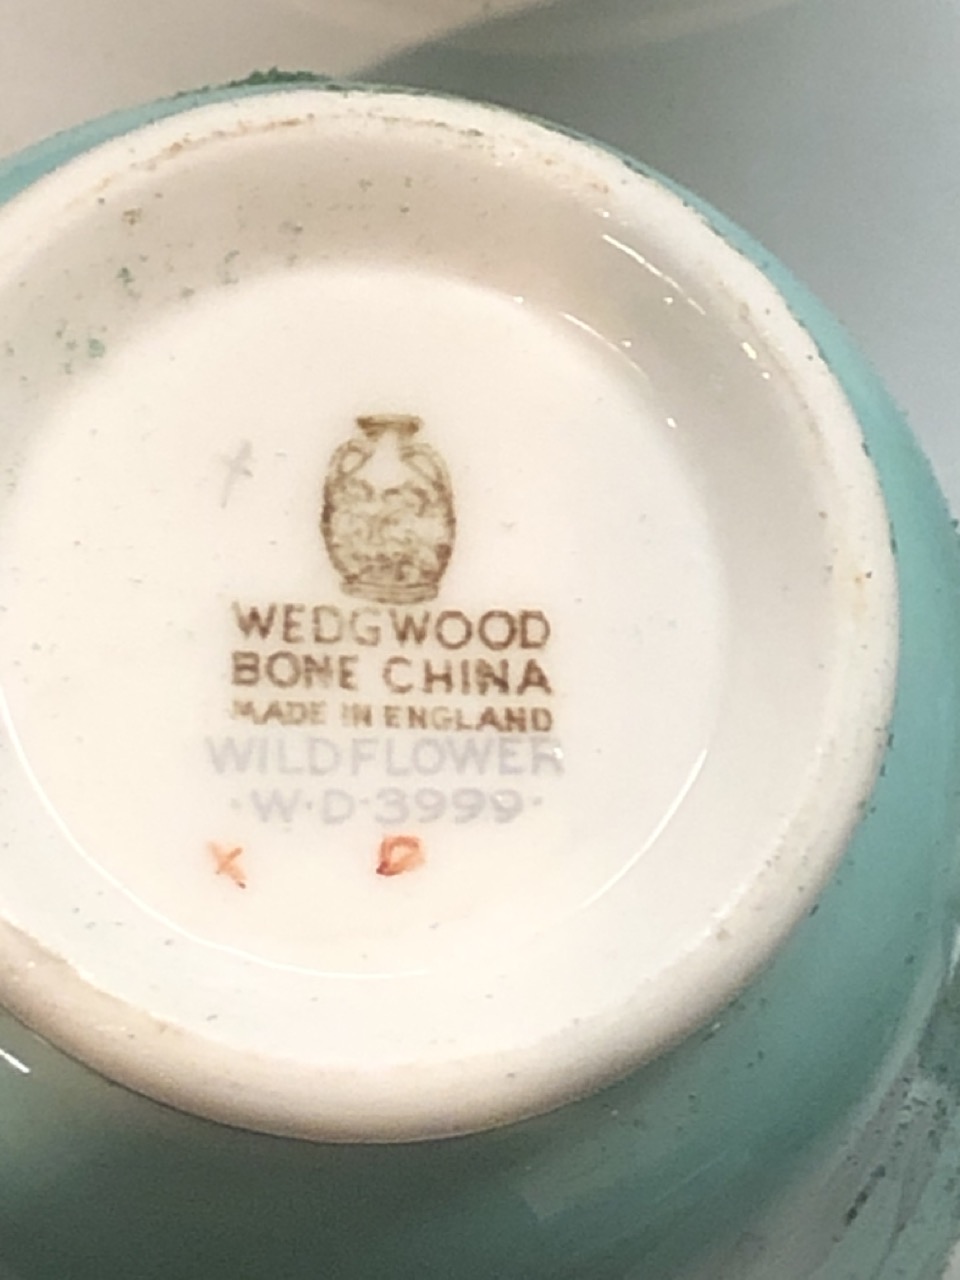 WEDGWOOD
BONE CHINA
MADE IN ENGLAND
WILDFLOWER
·W·D·3999·
X D